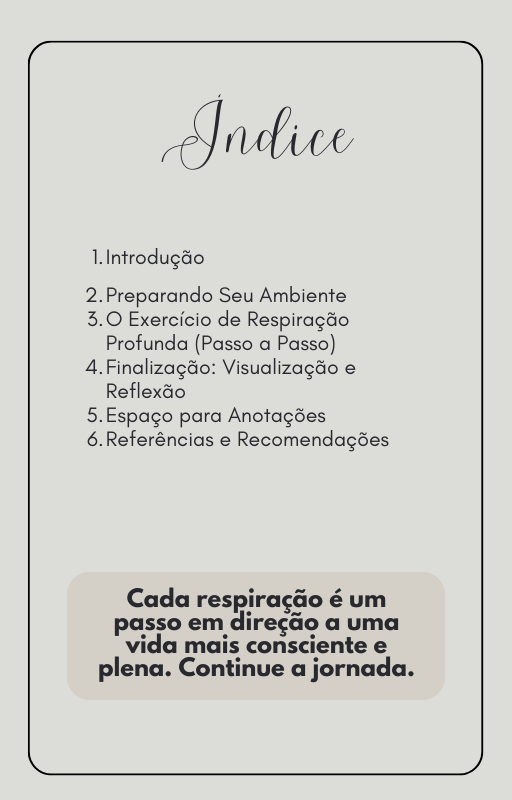 Índice
1. Introdução
2. Preparando Seu Ambiente
3. O Exercício de Respiração
Profunda (Passo a Passo)
4. Finalização: Visualização e
Reflexão
5. Espaço para Anotações
6. Referências e Recomendações
Cada respiração é um
passo em direção a uma
vida mais consciente e
plena. Continue a jornada.